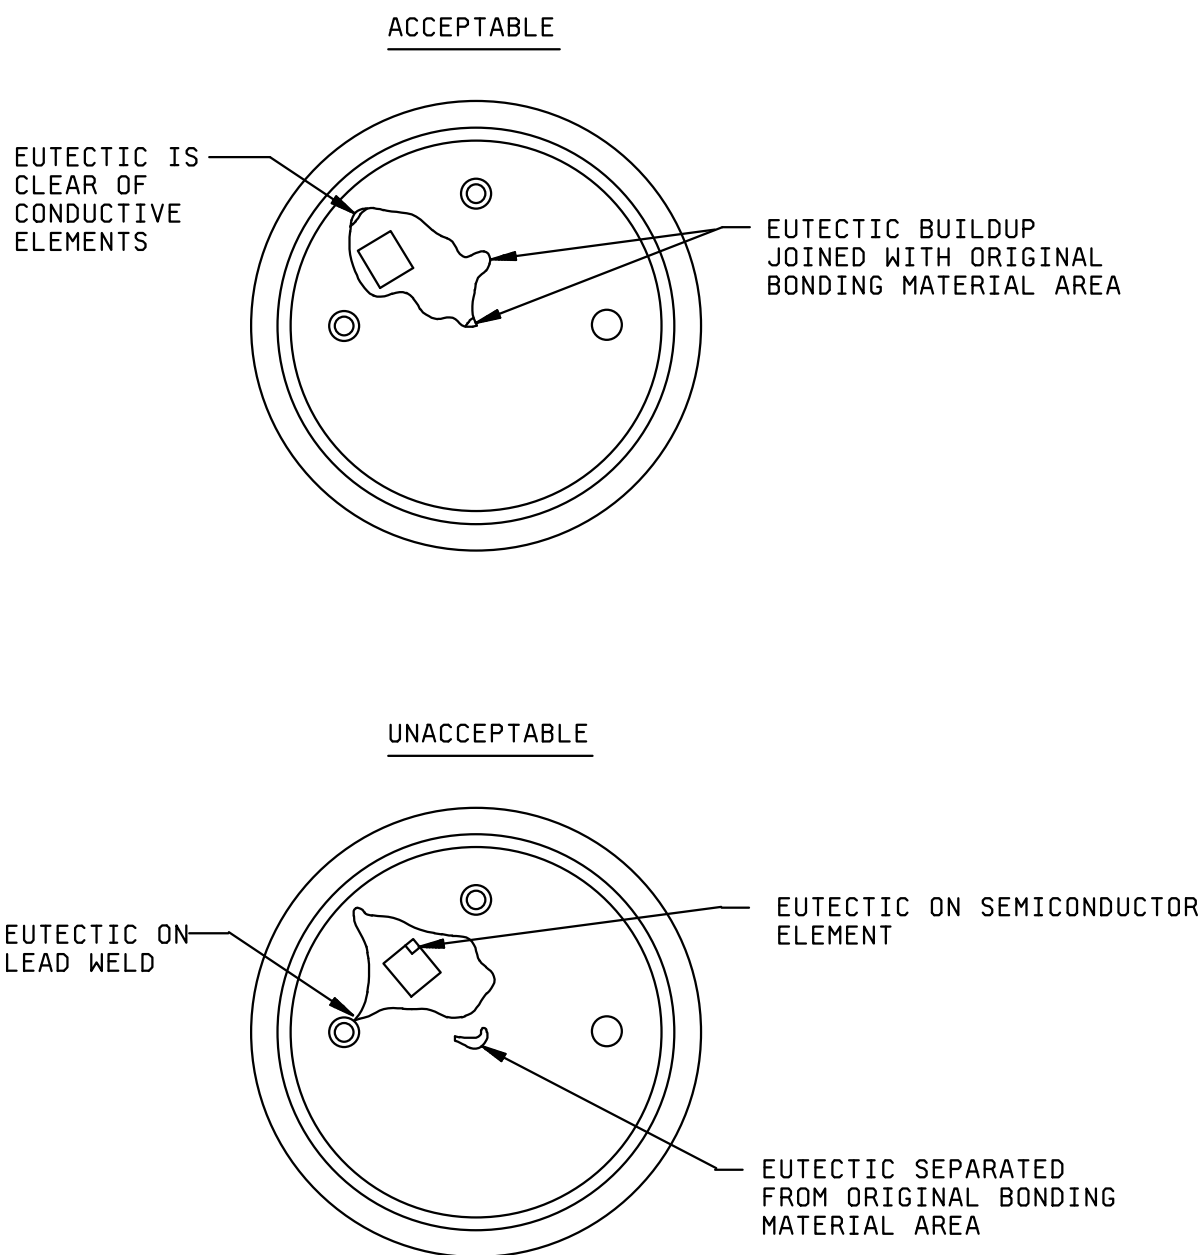 ACCEPTABLE
EUTECTIC IS
CLEAR OF
CONDUCTIVE
ELEMENTS
EUTECTIC BUILDUP
JOINED WITH ORIGINAL
BONDING MATERIAL AREA
UNACCEPTABLE
EUTECTIC ON
LEAD WELD
EUTECTIC ON SEMICONDUCTOR
ELEMENT
EUTECTIC SEPARATED
FROM ORIGINAL BONDING
MATERIAL AREA